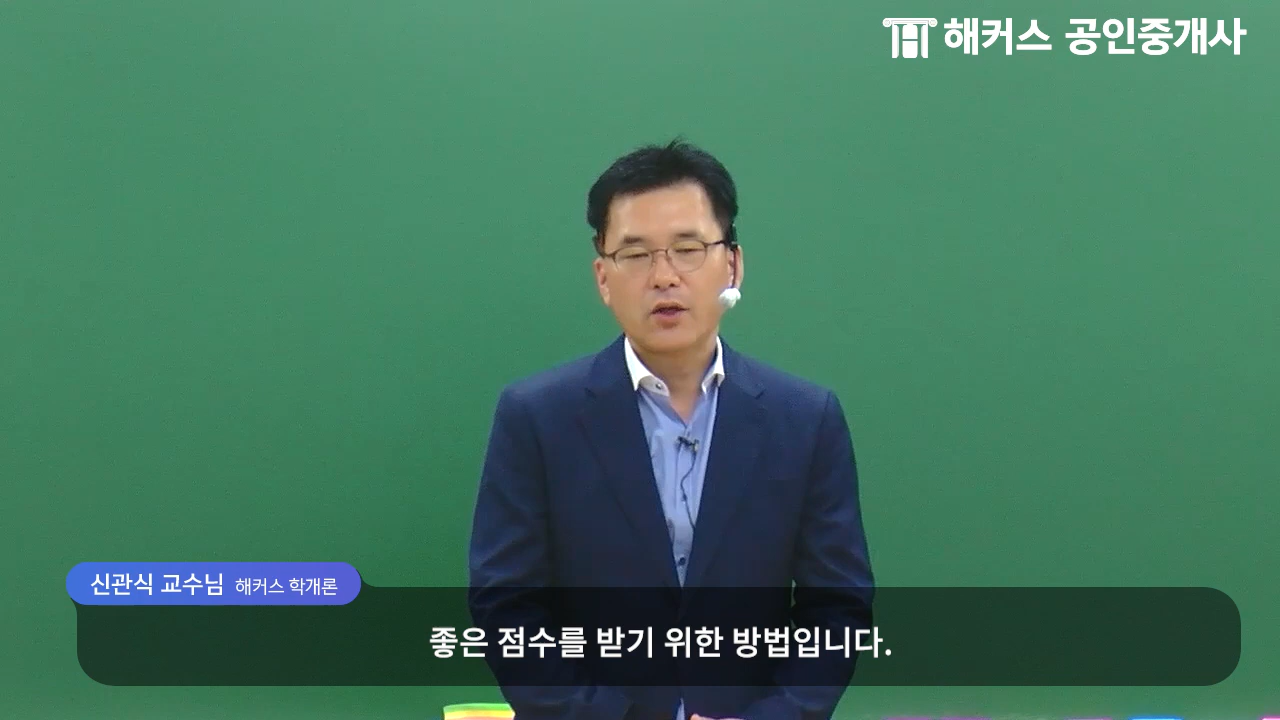 해커스 공인중개사
신관식 교수님 해커스 학개론
좋은 점수를 받기 위한 방법입니다.